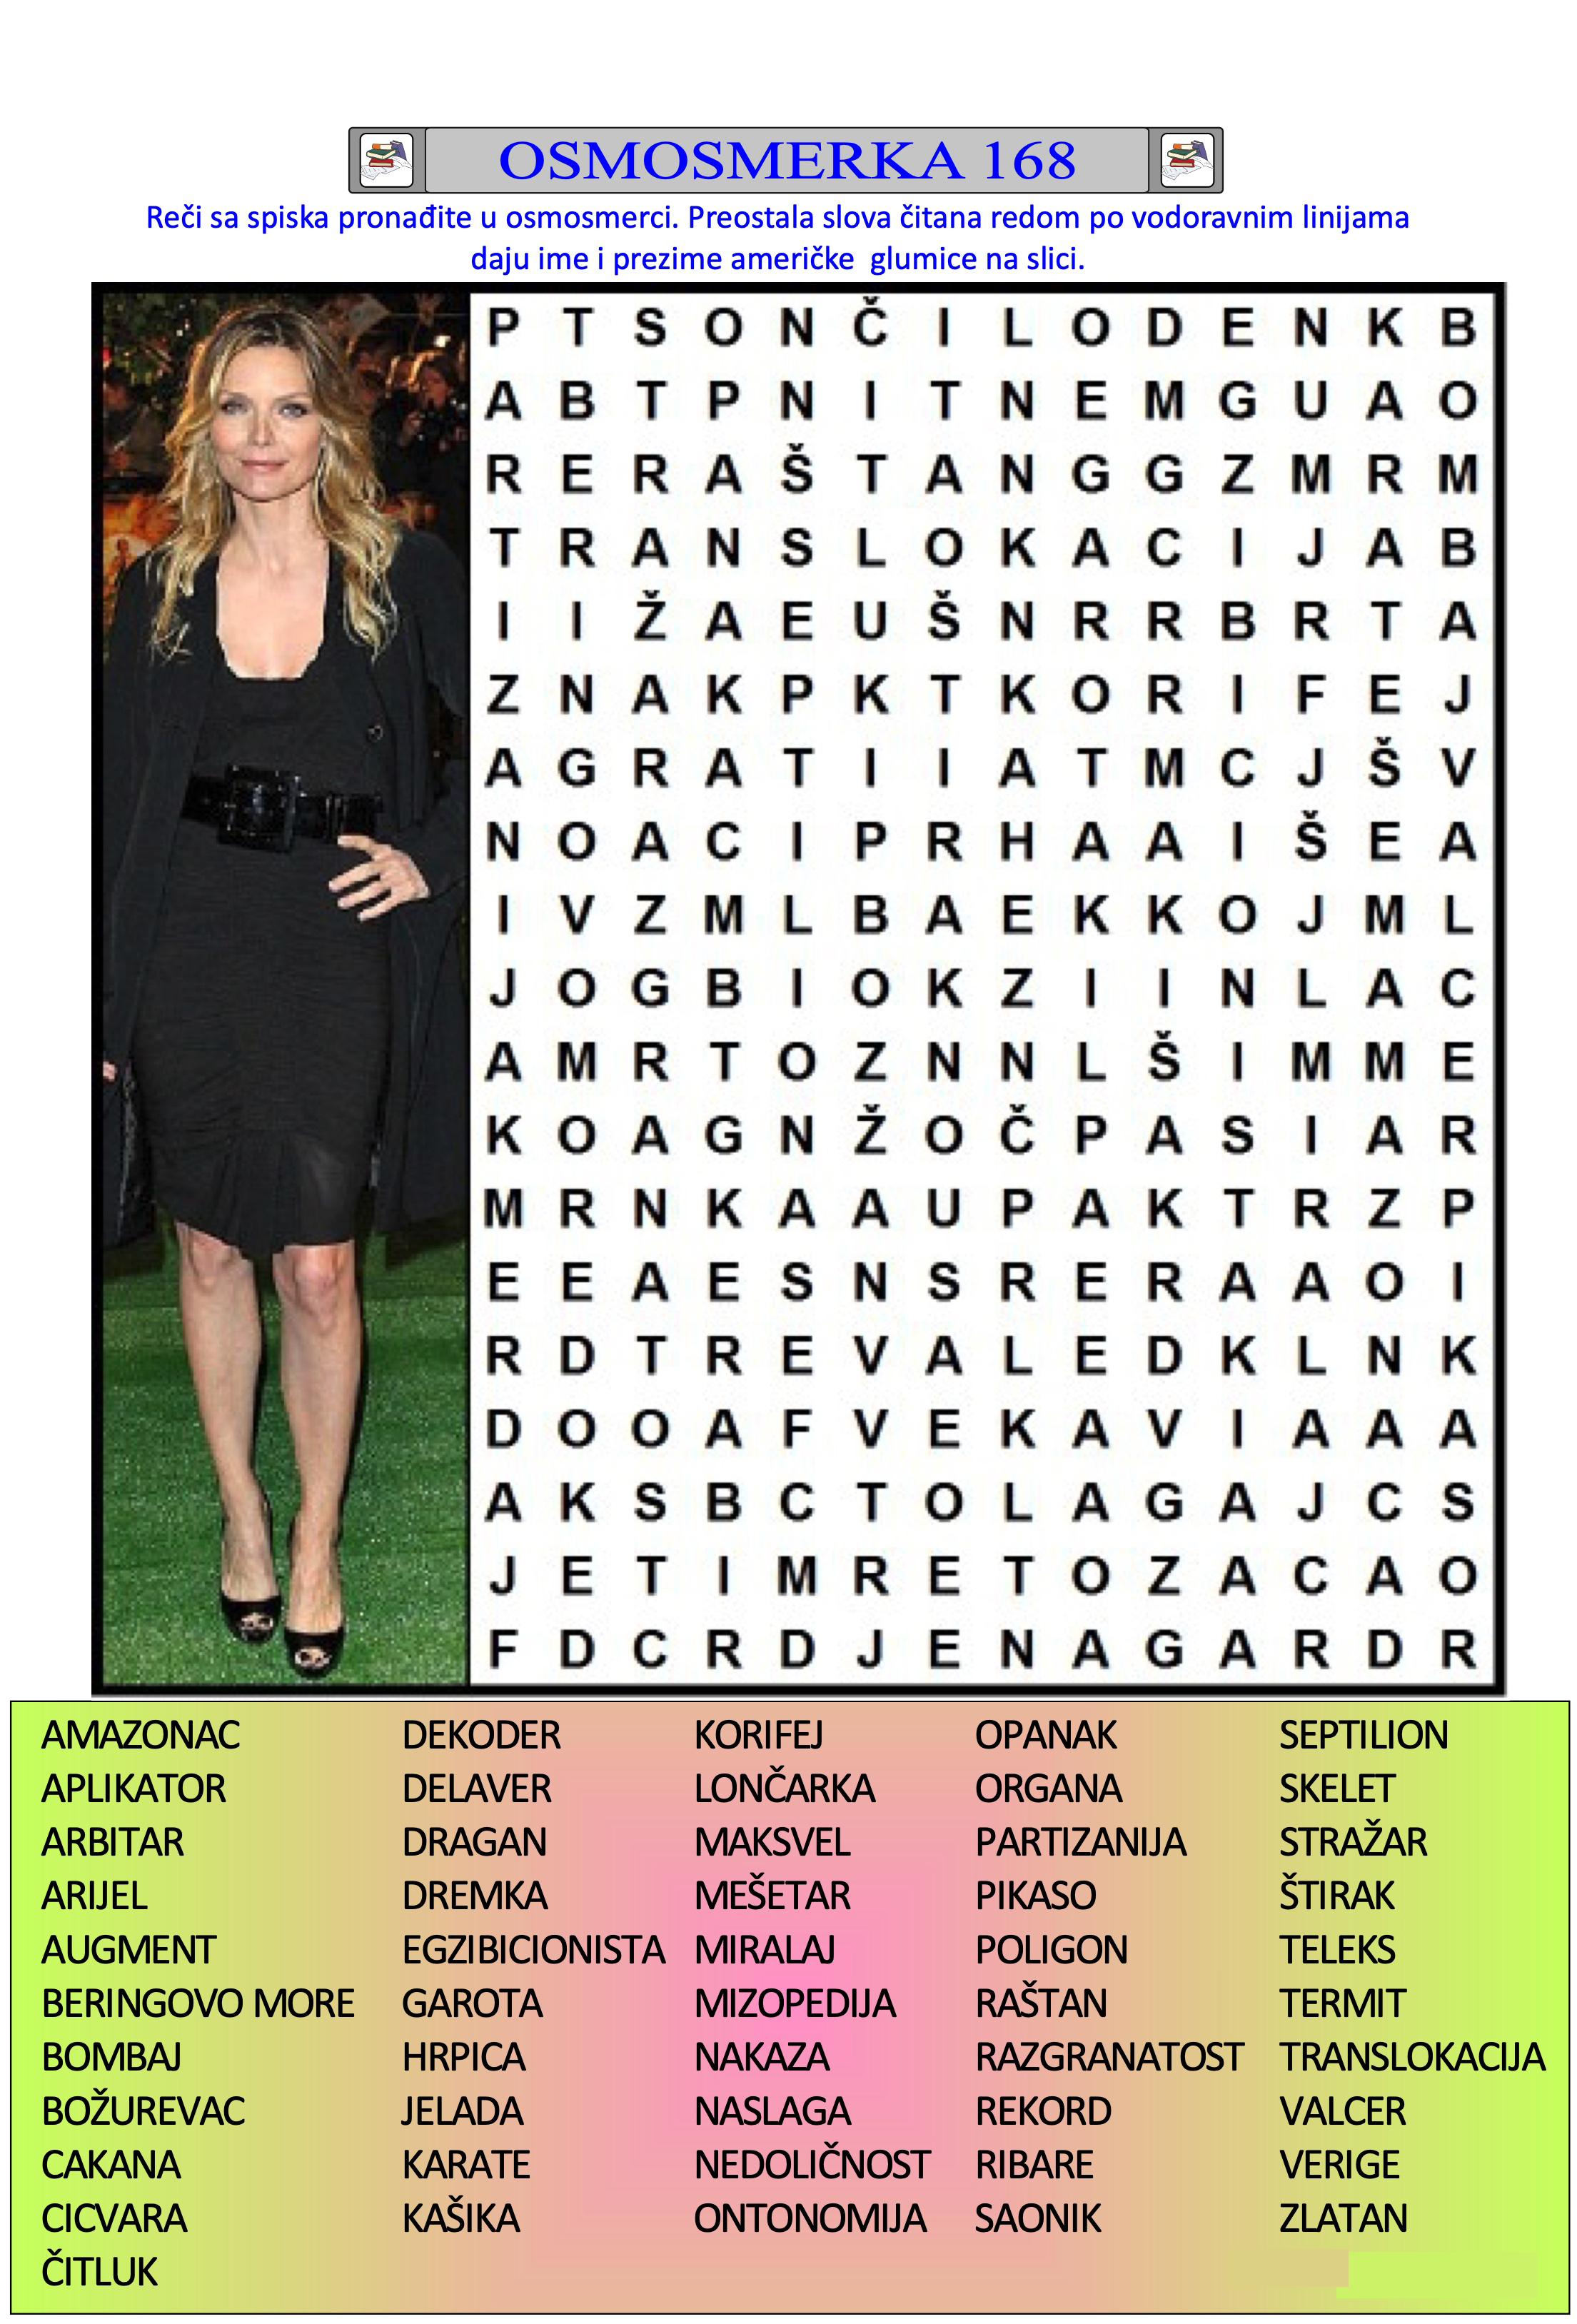 OSMOSMERKA 168
Reči sa spiska pronađite u osmosmerci. Preostala slova čitana redom po vodoravnim linijama
daju ime i prezime američke glumice na slici.
P T S O N Č I L O D E N K B
A B T P N I T N E M G U A O
R E R A Š T A N G G Z M R M
T R A N S L O K A C I J A B
I I Ž A E U Š N R R B R T A
Z N A K P K T K O R I F E J
A G R A T I I A T M C J Š V
N O A C I P R H A A I Š E A
I V Z M L B A E K K O J M L
J O G B I O K Z I I N L A C
A M R T O Z N N L Š I M M E
K O A G N Ž O Č P A S I A R
M R N K A A U P A K T R Z P
E E A E S N S R E R A A O I
R D T R E V A L E D K L N K
D O O A F V E K A V I A A A
A K S B C T O L A G A J C S
J E T I M R E T O Z A C A O
F D C R D J E N A G A R D R
AMAZONAC DEKODER KORIFEJ OPANAK SEPTILION
APLIKATOR DELAVER LONČARKA ORGANA SKELET
ARBITAR DRAGAN MAKSVEL PARTIZANIJA STRAŽAR
ARIJEL DREMKA MEŠETAR PIKASO ŠTIRAK
AUGMENT EGZIBICIONISTA MIRALAJ POLIGON TELEKS
BERINGOVO MORE GAROTA MIZOPEDIJA RAŠTAN TERMIT
BOMBAJ HRPICA NAKAZA RAZGRANATOST TRANSLOKACIJA
BOŽUREVAC JELADA NASLAGA REKORD VALCER
CAKANA KARATE NEDOLIČNOST RIBARE VERIGE
CICVARA KAŠIKA ONTONOMIJA SAONIK ZLATAN
ČITLUK